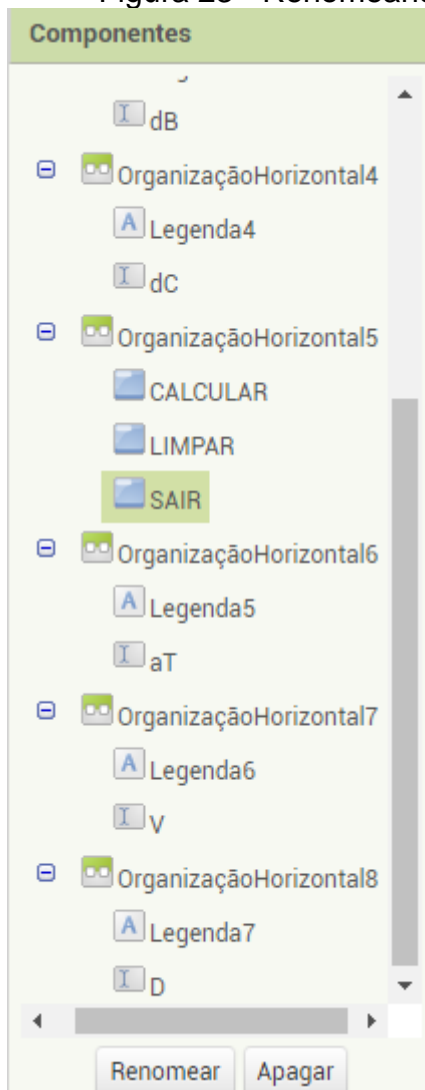 Componentes
dB
OrganizaçãoHorizontal4
Legenda4
dC
OrganizaçãoHorizontal5
CALCULAR
LIMPAR
SAIR
OrganizaçãoHorizontal6
Legenda5
aT
OrganizaçãoHorizontal7
Legenda6
V
OrganizaçãoHorizontal8
Legenda7
D
Renomear Apagar